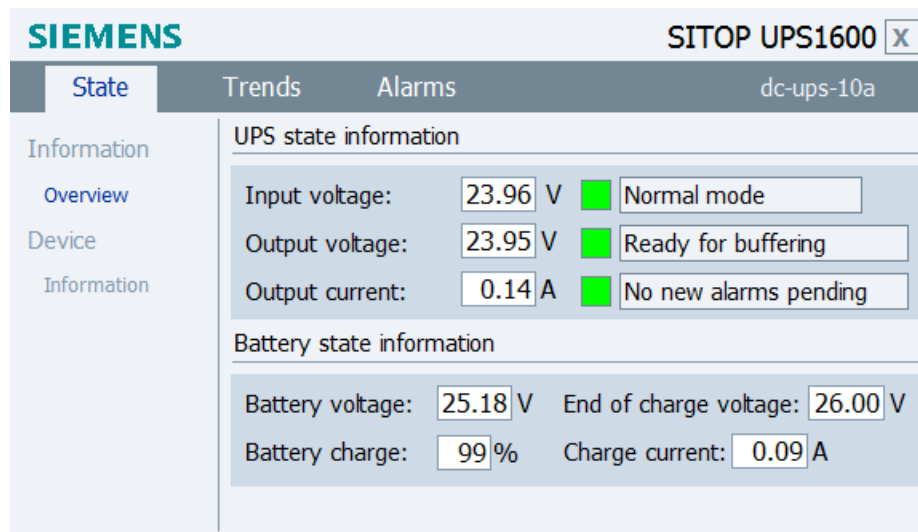 SIEMENS SITOP UPS1600 X
State Trends Alarms dc-ups-10a
Information
Overview
Device
Information
UPS state information
Input voltage: 23.96 V Normal mode
Output voltage: 23.95 V Ready for buffering
Output current: 0.14 A No new alarms pending
Battery state information
Battery voltage: 25.18 V End of charge voltage: 26.00 V
Battery charge: 99 % Charge current: 0.09 A